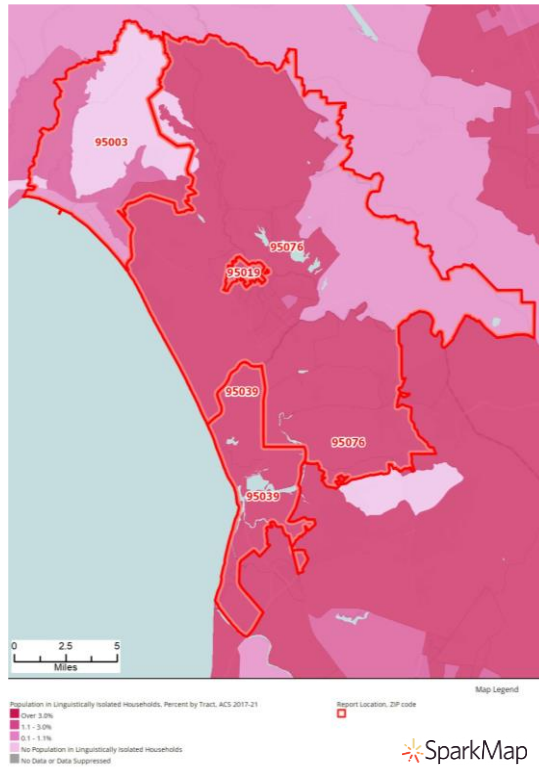 95003
95076
95019
95039
95076
95039
0 2.5 5
Miles
Map Legend
Population in Linguistically Isolated Households, Percent by Tract, ACS 2017-21
Over 3.0%
1.1 - 3.0%
0.1 - 1.1%
No Population in Linguistically Isolated Households
No Data or Data Suppressed
Report Location, ZIP code
SparkMap